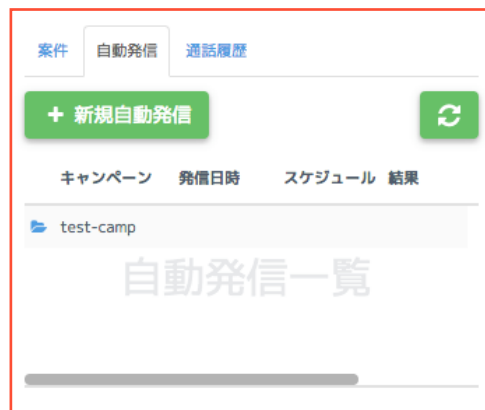 案件 自動発信 通話履歴
+ 新規自動発信
キャンペーン 発信日時 スケジュール 結果
test-camp
自動発信一覧